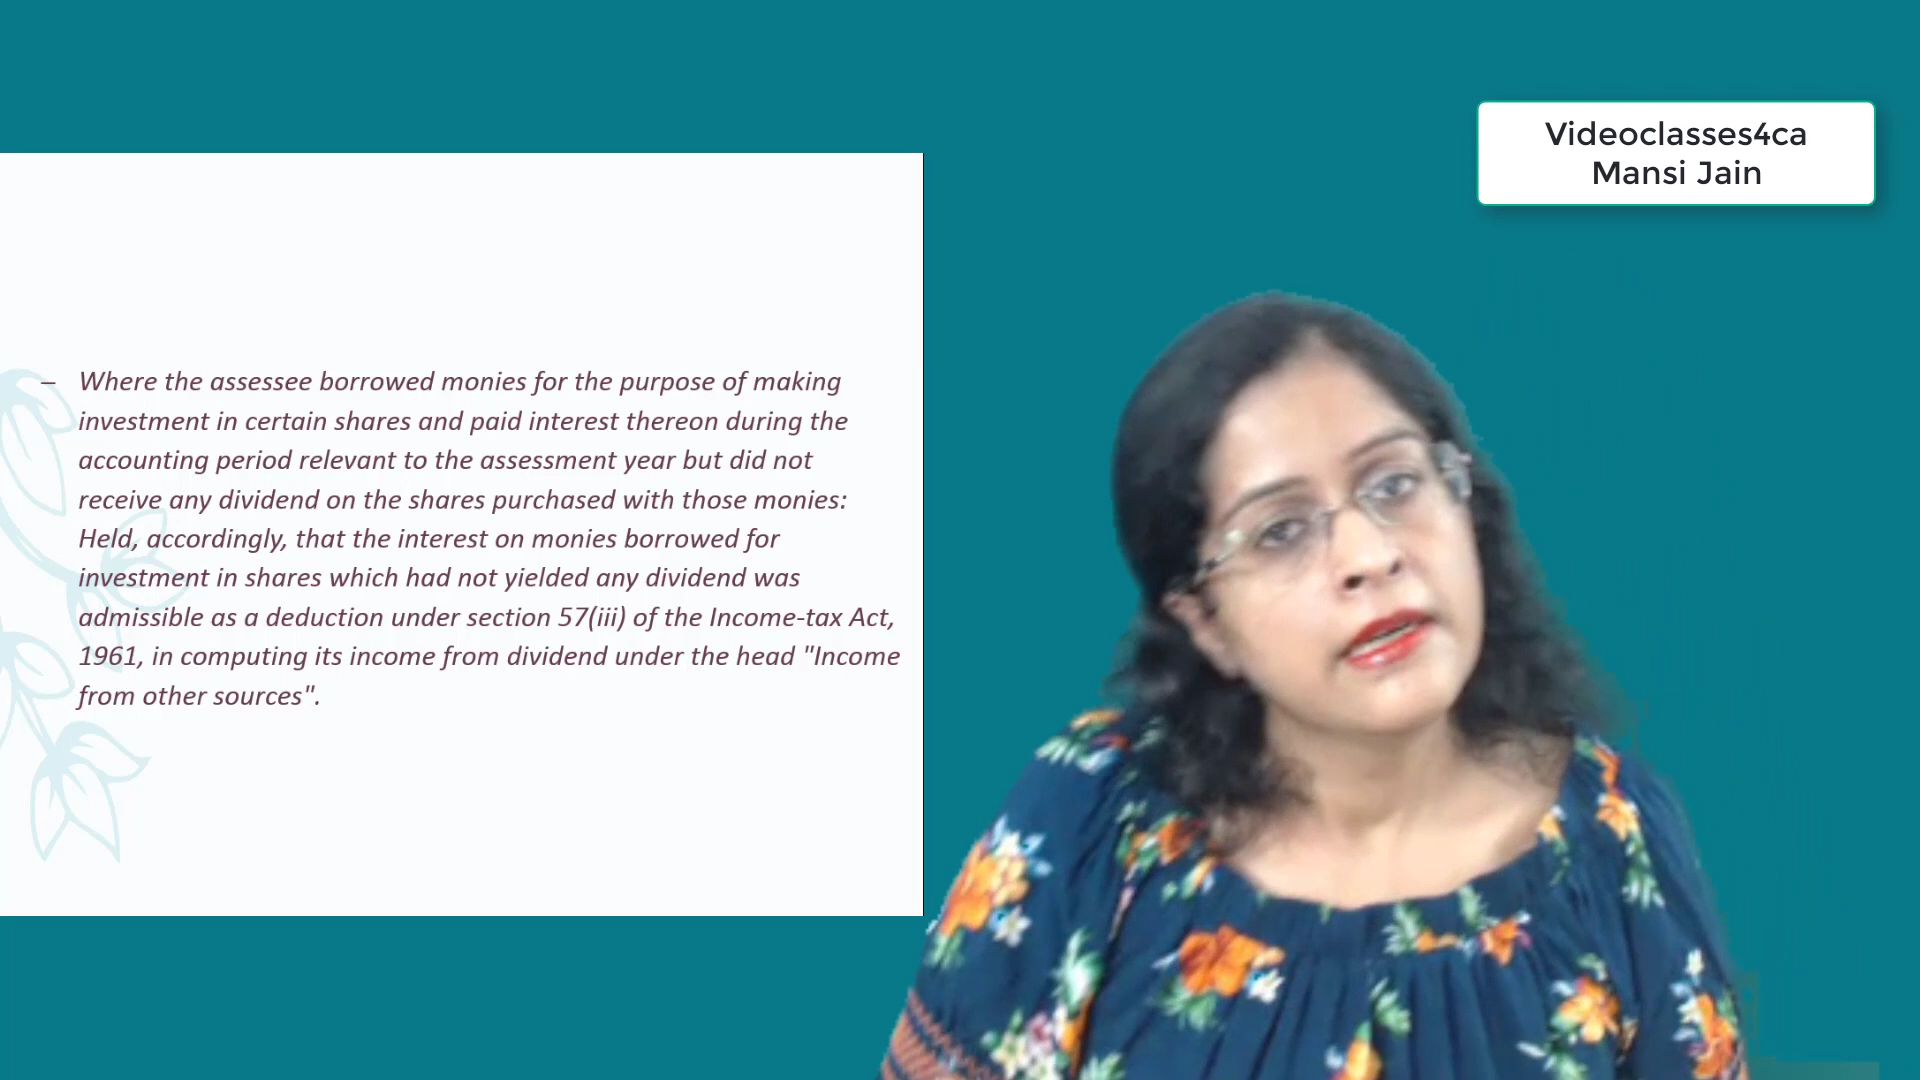 Videoclasses4ca
Mansi Jain
– Where the assessee borrowed monies for the purpose of making
investment in certain shares and paid interest thereon during the
accounting period relevant to the assessment year but did not
receive any dividend on the shares purchased with those monies:
Held, accordingly, that the interest on monies borrowed for
investment in shares which had not yielded any dividend was
admissible as a deduction under section 57(iii) of the Income-tax Act,
1961, in computing its income from dividend under the head "Income
from other sources".